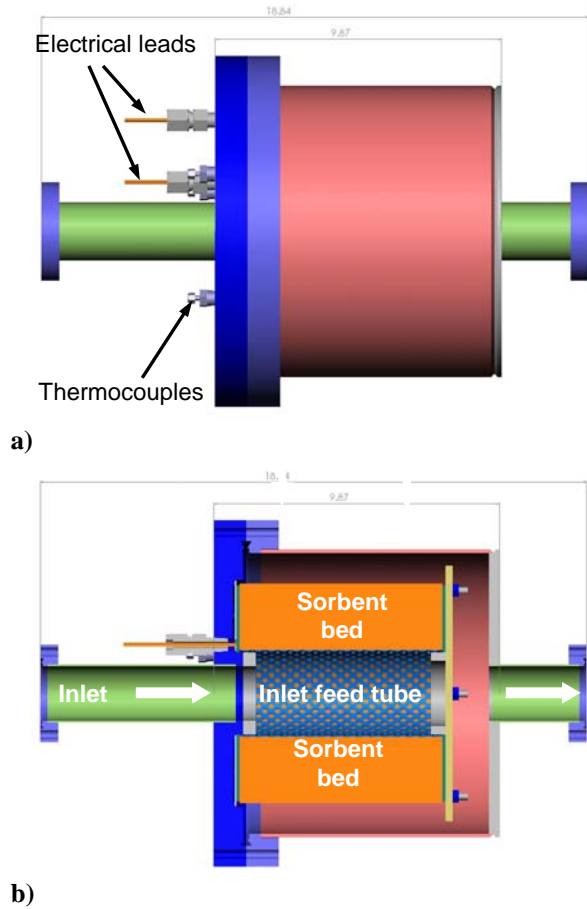 18.84
9.87
Electrical leads
Thermocouples
a)
9.87
Sorbent
bed
Inlet
Inlet feed tube
Sorbent
bed
b)